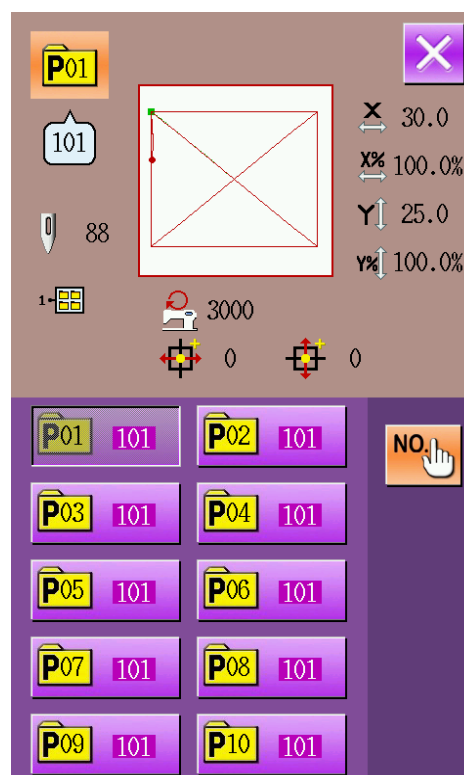 P01
101
X 30.0
X% 100.0%
88
Y 25.0
Y% 100.0%
1
3000
0 0
P01 101 P02 101
NO.
P03 101 P04 101
P05 101 P06 101
P07 101 P08 101
P09 101 P10 101